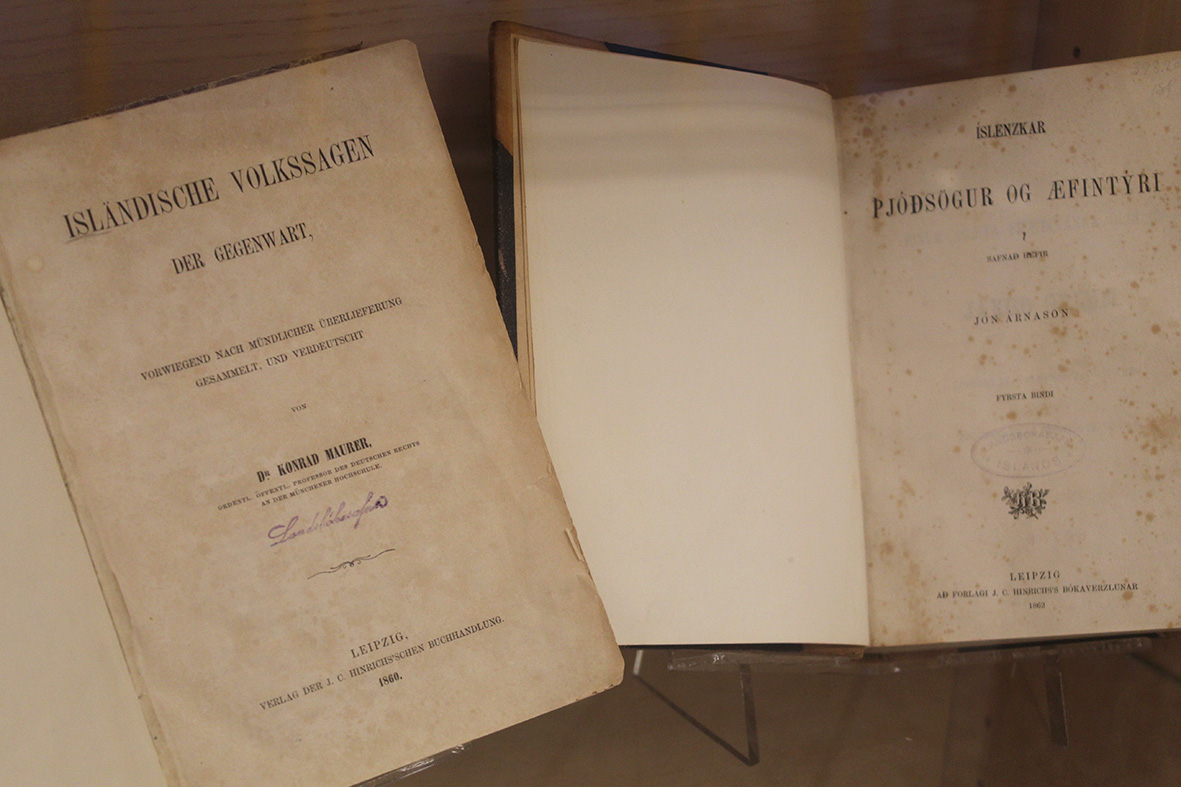 ISLÄNDISCHE VOLKSSAGEN
DER GEGENWART,
VORWIEGEND NACH MÜNDLICHER ÜBERLIEFERUNG
GESAMMELT, UND VERDEUTSCHT
VON
DR KONRAD MAURER,
ORDENTL. ÖFFENTL. PROFESSOR DES DEUTSCHEN RECHTS
AN DER MÜNCHENER HOCHSCHULE.
Landsbókasafn
LEIPZIG,
VERLAG DER J. C. HINRICHS'SCHEN BUCHHANDLUNG.
1860.
ÍSLENZKAR
ÞJÓÐSÖGUR OG ÆFINTÝRI
SAFNAÐ HEFIR
JÓN ÁRNASON
FYRSTA BINDI
ÍSLANDS
LEIPZIG
AÐ FORLAGI J. C. HINRICHS'S BÓKAVERZLUNAR
1862